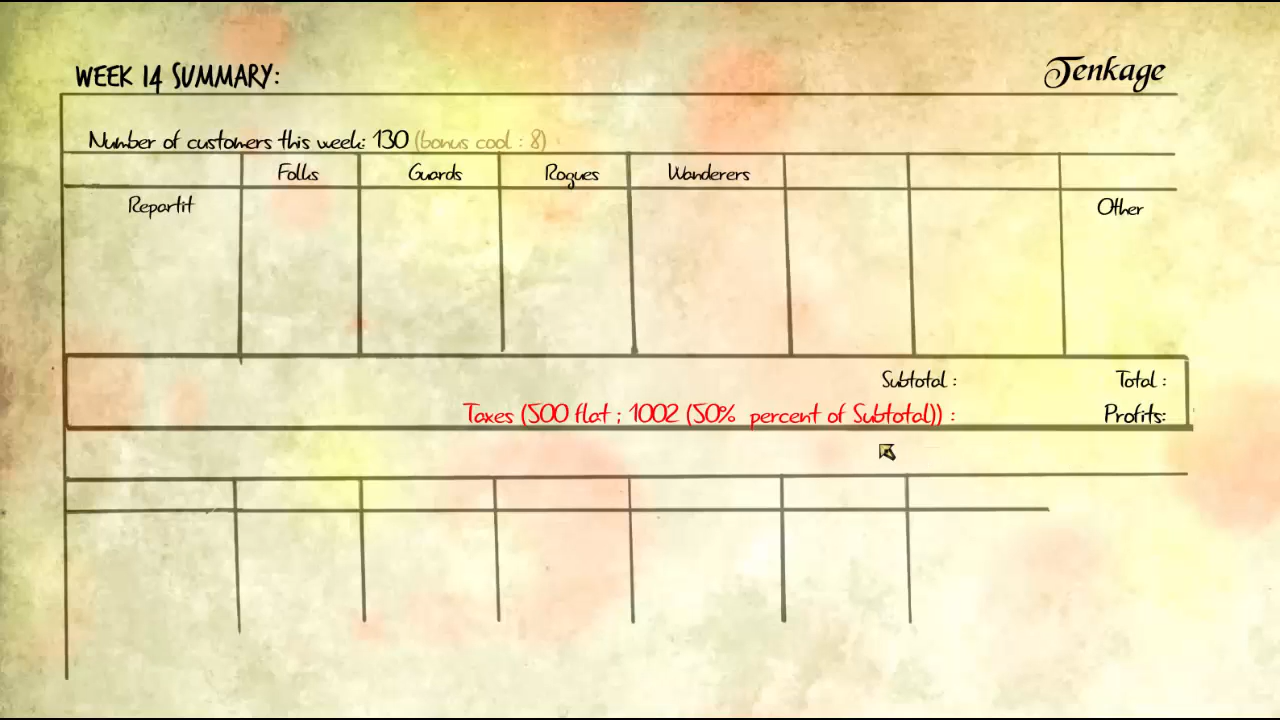 WEEK 14 SUMMARY:
Tenkage
Number of customers this week: 130 (bonus cool : 8)
Folks Guards Rogues Wanderers
Repartit Other
Subtotal : Total :
Taxes (500 flat ; 1002 (50% percent of Subtotal)) : Profits: